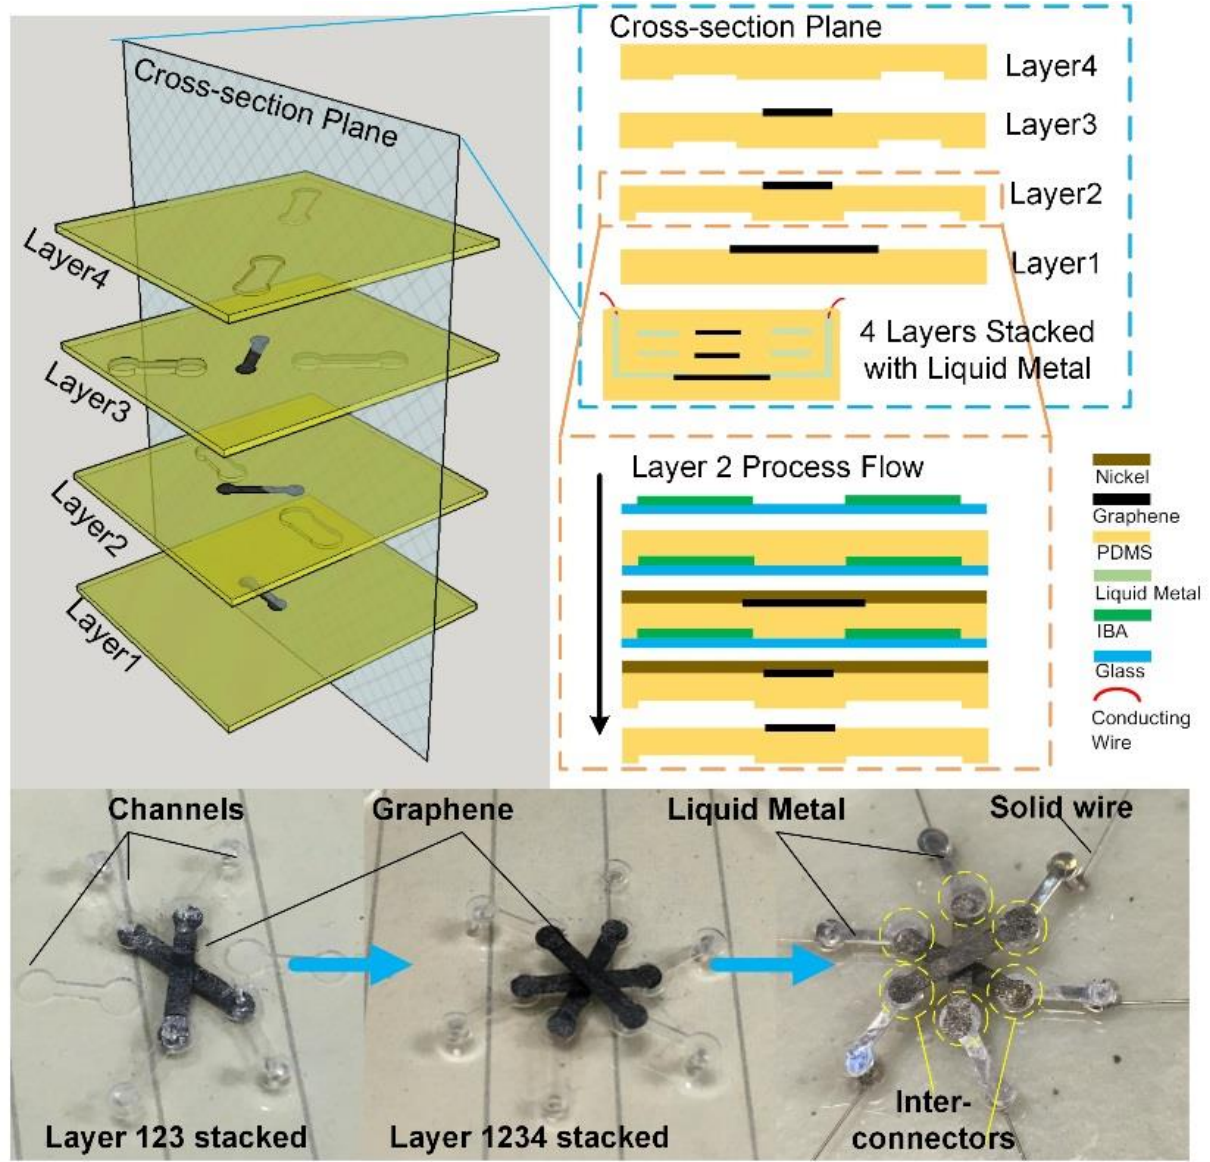 Cross-section Plane
Layer4
Layer3
Layer2
Layer1
Cross-section Plane
Layer4
Layer3
Layer2
Layer1
4 Layers Stacked
with Liquid Metal
Layer 2 Process Flow
Nickel
Graphene
PDMS
Liquid Metal
IBA
Glass
Conducting
Wire
Channels
Graphene
Liquid Metal
Solid wire
Layer 123 stacked
Layer 1234 stacked
Inter-
connectors